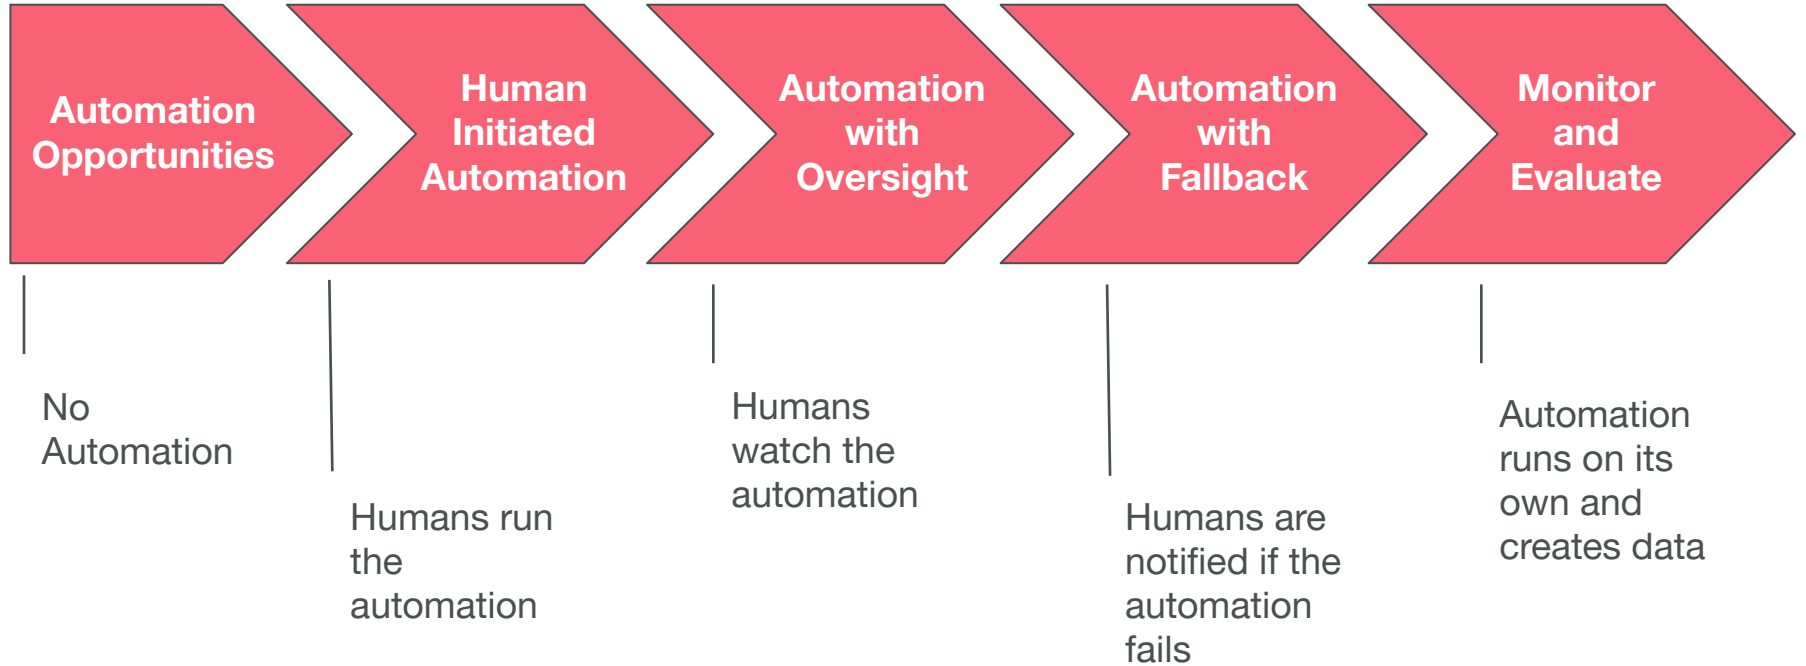 Automation
Opportunities
Human
Initiated
Automation
Automation
with
Oversight
Automation
with
Fallback
Monitor
and
Evaluate
No
Automation
Humans run
the
automation
Humans
watch the
automation
Humans are
notified if the
automation
fails
Automation
runs on its
own and
creates data